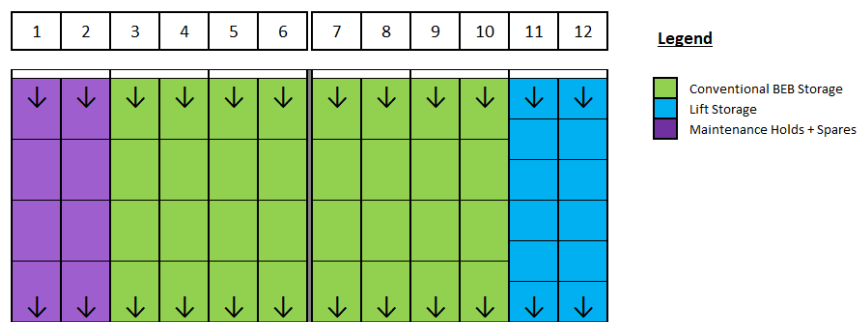 1 2 3 4 5 6 7 8 9 10 11 12
Legend
Conventional BEB Storage
Lift Storage
Maintenance Holds + Spares